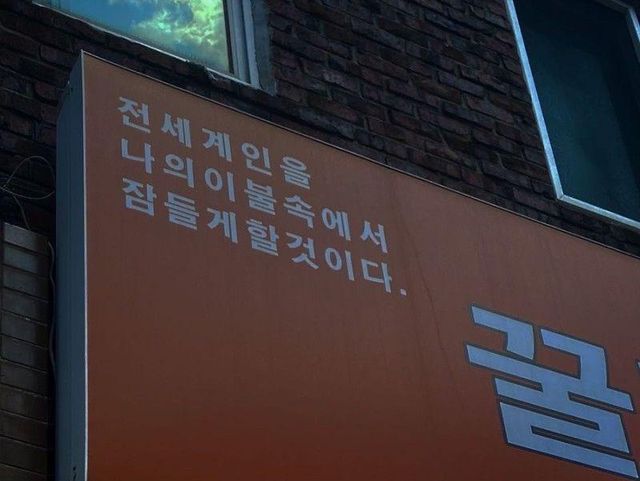 전세계인을
나의이불속에서
잠들게할것이다.
꿀